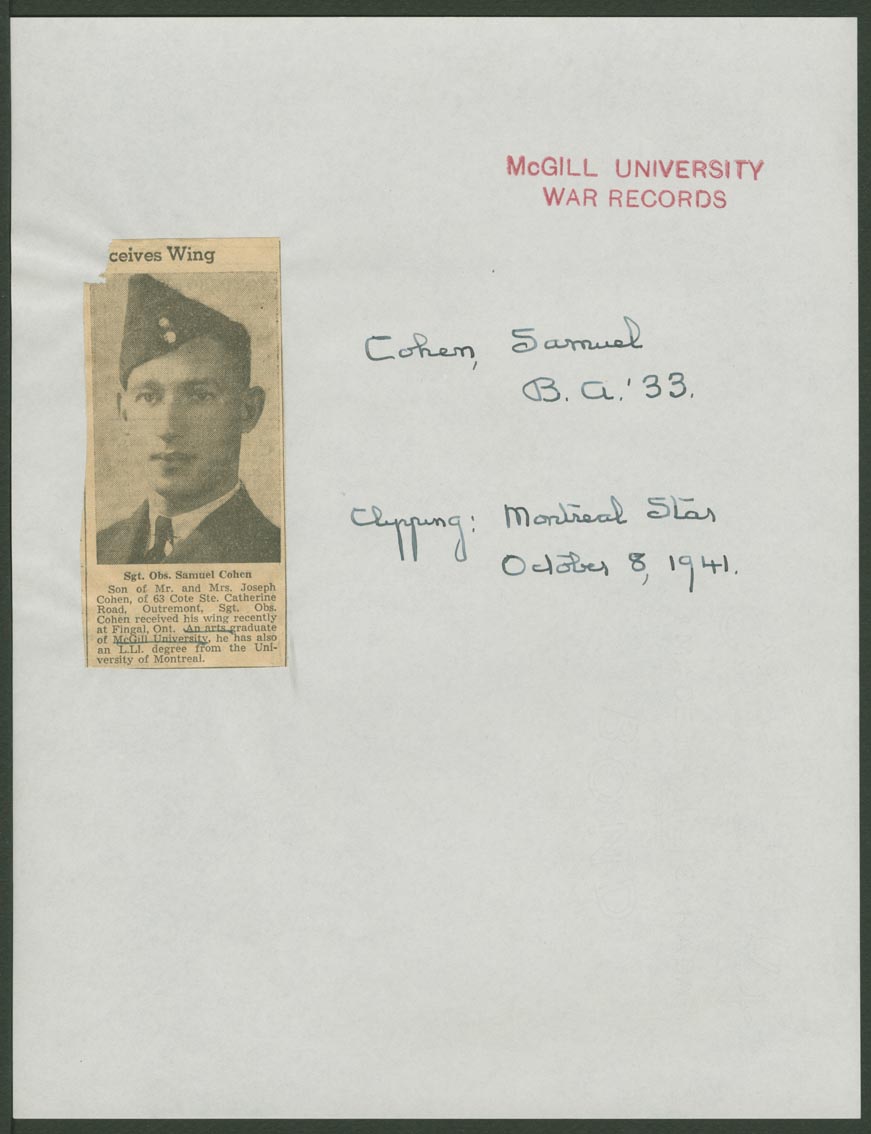 McGILL UNIVERSITY
WAR RECORDS
ceives Wing
Cohen, Samuel
B. A. '33.
Clipping: Montreal Star
October 8, 1941.
Sgt. Obs. Samuel Cohen
Son of Mr. and Mrs. Joseph
Cohen, of 63 Cote Ste. Catherine
Road, Outremont, Sgt. Obs.
Cohen received his wing recently
at Fingal, Ont. An arts graduate
of McGill University, he has also
an L.Ll. degree from the Uni-
versity of Montreal.
BOND